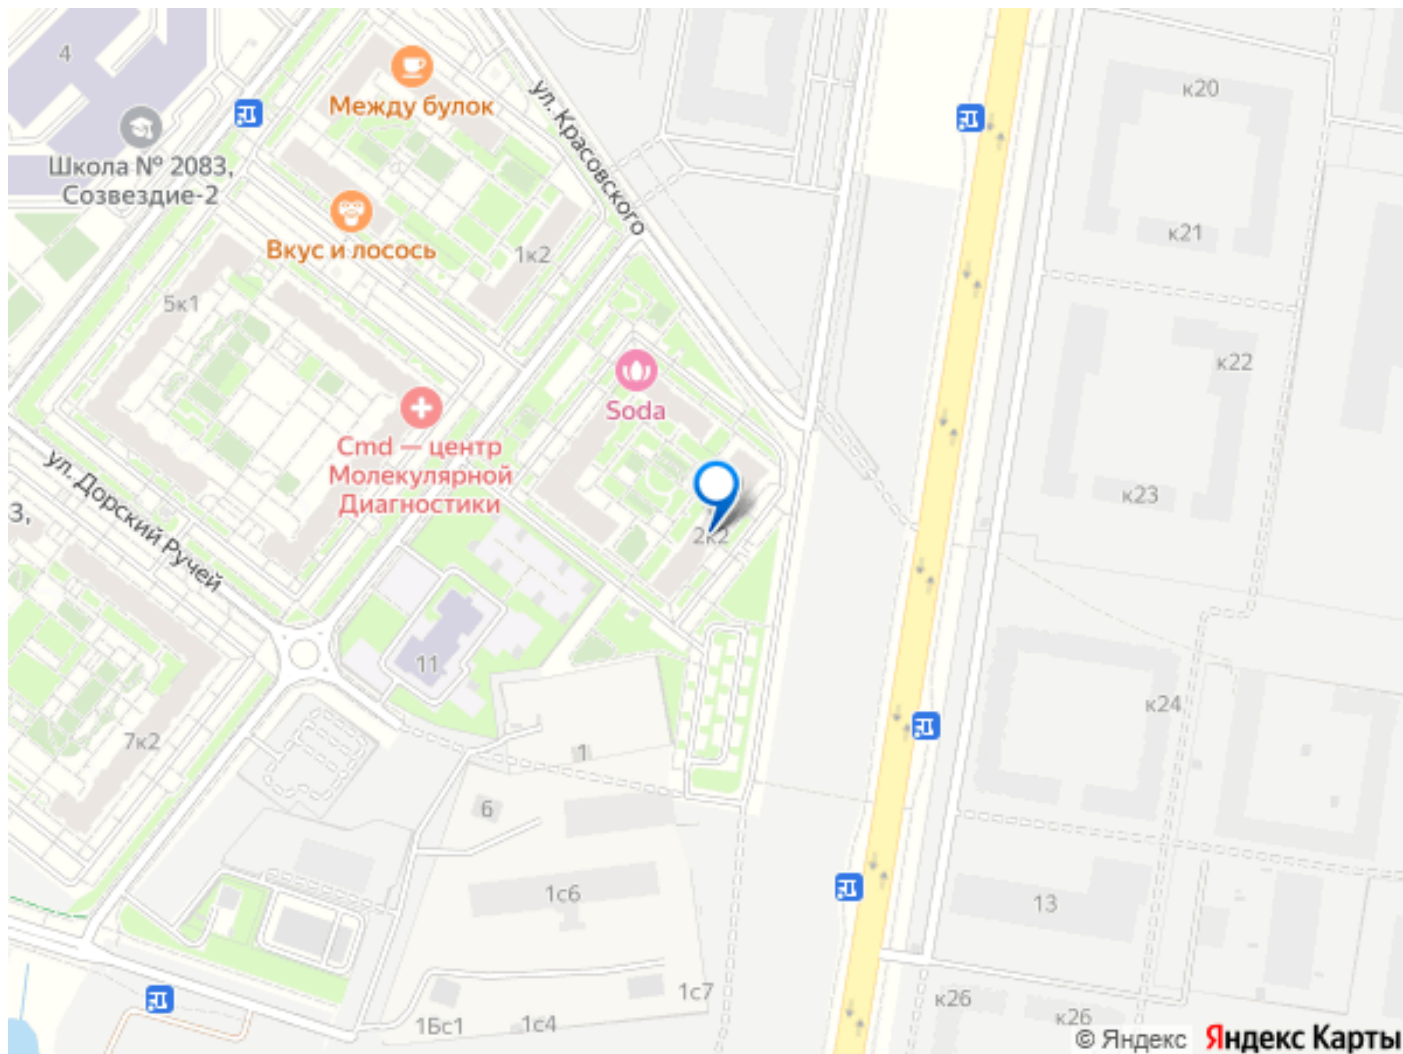 4
Между булок
к20
Школа № 2083,
Созвездие-2
ул. Красовского
Вкус и лосось
1к2
к21
5к1
к22
Soda
Cmd — центр
Молекулярной
Диагностики
ул. Дорский Ручей
3,
к23
2к2
11
к24
7к2
1
6
1с6
13
1с7
к26
к26
1Бс1
1с4
© Яндекс Яндекс Карты